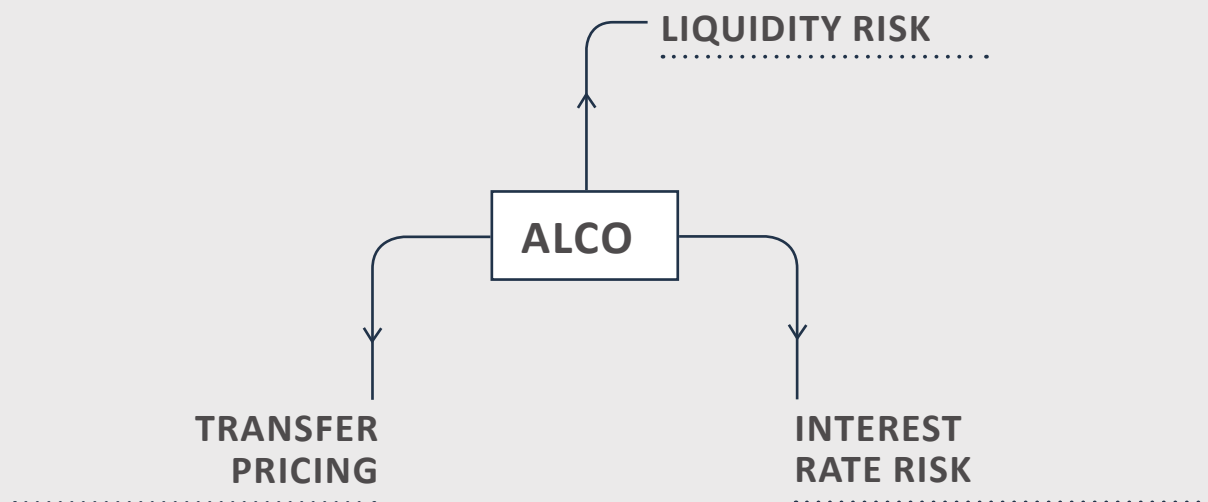 LIQUIDITY RISK
ALCO
TRANSFER
PRICING
INTEREST
RATE RISK